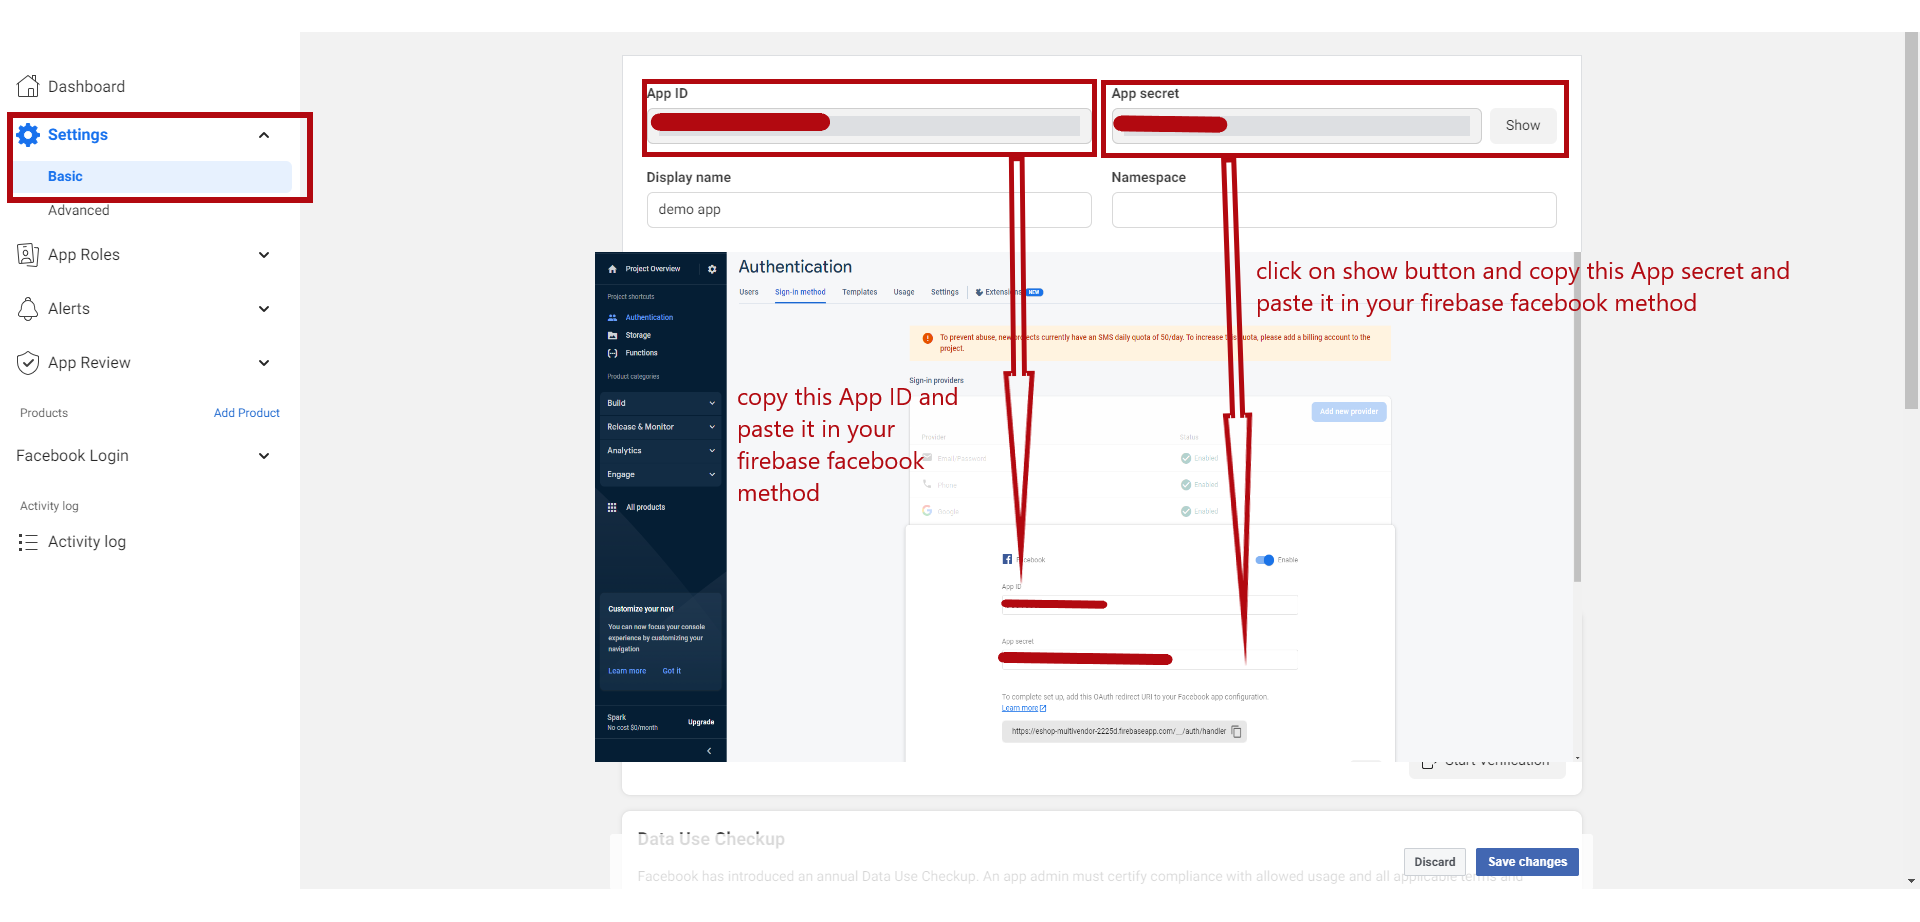 Dashboard
Settings
Basic
Advanced
App Roles
Alerts
App Review
Products
Add Product
Facebook Login
Activity log
Activity log
App ID
App secret
Show
Display name
Namespace
demo app
Project Overview
Project shortcuts
Authentication
Storage
Functions
Product categories
Build
Release & Monitor
Analytics
Engage
All products
Customize your nav!
You can now focus your console
experience by customizing your
navigation
Learn more
Got it
Spark
No cost $0/month
Upgrade
Authentication
Users
Sign-in method
Templates
Usage
Settings
Extensions
NEW
click on show button and copy this App secret and
paste it in your firebase facebook method
To prevent abuse, new projects currently have an SMS daily quota of 50/day. To increase this quota, please add a billing account to the
project.
Sign-in providers
copy this App ID and
paste it in your
firebase facebook
method
Add new provider
Provider
Status
Email/Password
Enabled
Phone
Enabled
Google
Enabled
Facebook
Enable
App ID
App secret
To complete set up, add this OAuth redirect URI to your Facebook app configuration.
Learn more
https://eshop-multivendor-2225d.firebaseapp.com/__/auth/handler
Start Verification
Data Use Checkup
Discard
Save changes
Facebook has introduced an annual Data Use Checkup. An app admin must certify compliance with allowed usage and all applicable terms and